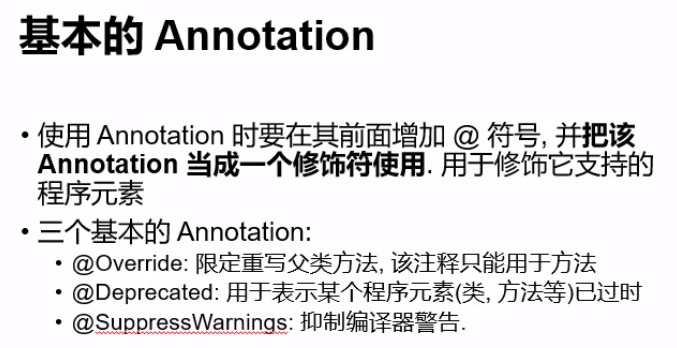 基本的 Annotation
• 使用 Annotation 时要在其前面增加 @ 符号, 并把该
Annotation 当成一个修饰符使用. 用于修饰它支持的
程序元素
• 三个基本的 Annotation:
• @Override: 限定重写父类方法, 该注释只能用于方法
• @Deprecated: 用于表示某个程序元素(类, 方法等)已过时
• @SuppressWarnings: 抑制编译器警告.